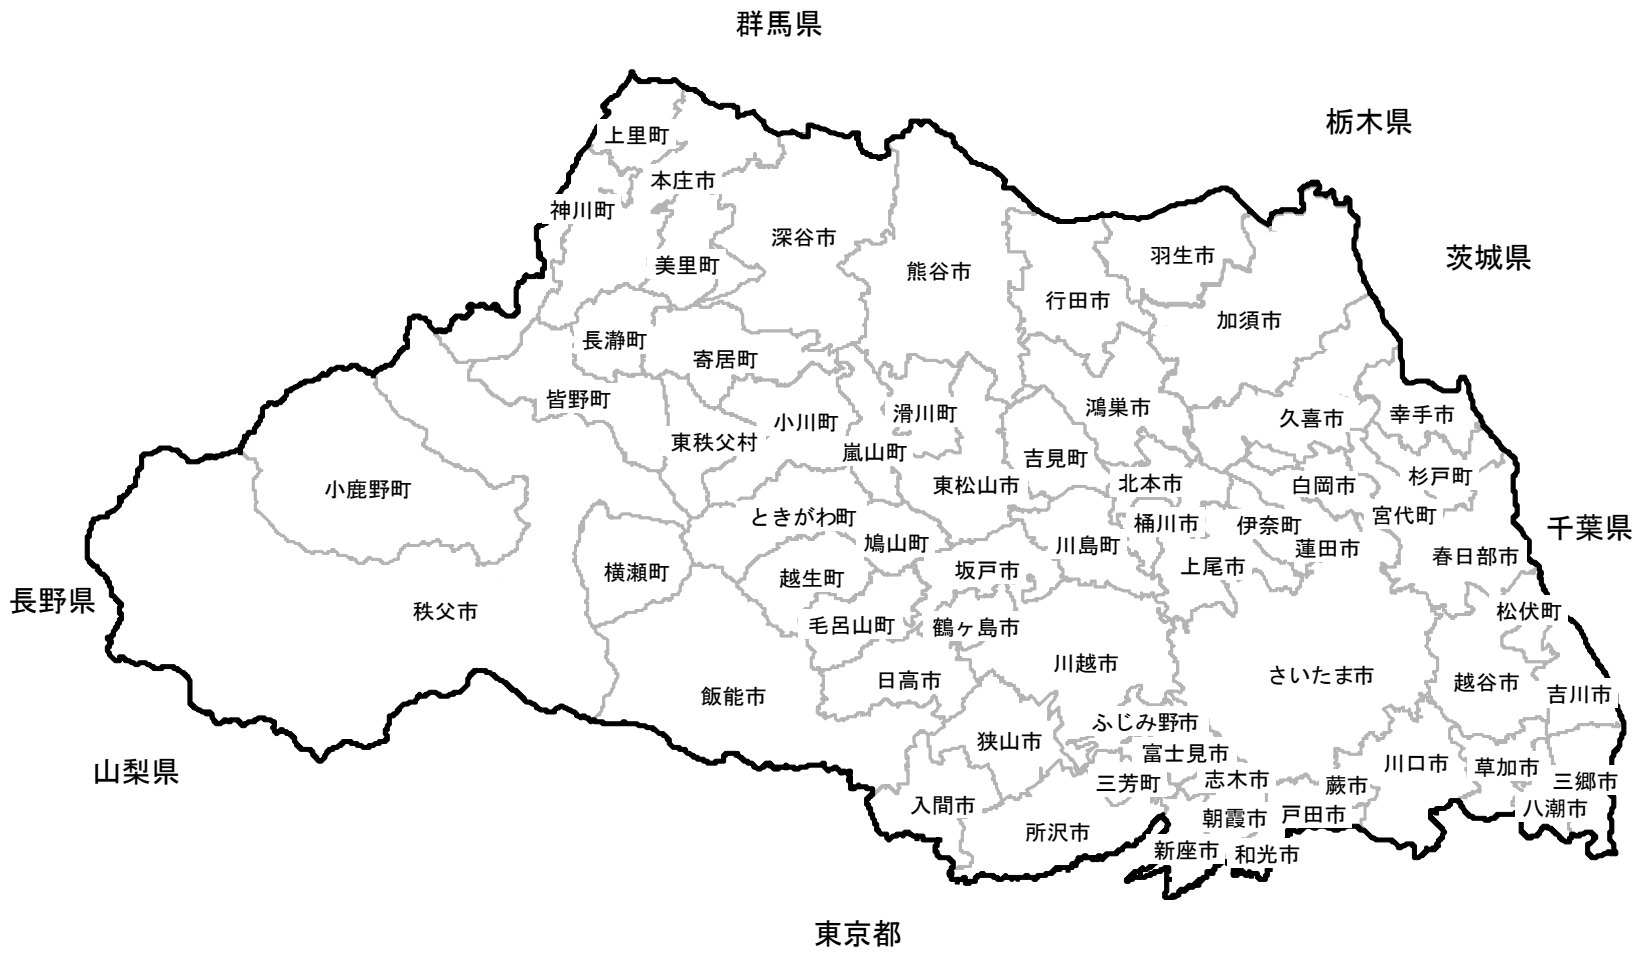 群馬県
栃木県
上里町
本庄市
神川町
深谷市
羽生市
茨城県
美里町
熊谷市
行田市
加須市
長瀞町
寄居町
皆野町
鴻巣市
滑川町
久喜市
幸手市
小川町
東秩父村
嵐山町
吉見町
杉戸町
小鹿野町
東松山市
北本市
白岡市
ときがわ町
桶川市
伊奈町
宮代町
千葉県
鳩山町
川島町
蓮田市
春日部市
横瀬町
越生町
坂戸市
上尾市
長野県
秩父市
松伏町
毛呂山町
鶴ヶ島市
川越市
日高市
さいたま市
越谷市
飯能市
吉川市
ふじみ野市
狭山市
富士見市
山梨県
三芳町
志木市
蕨市
川口市
草加市
三郷市
入間市
朝霞市
戸田市
八潮市
所沢市
新座市
和光市
東京都